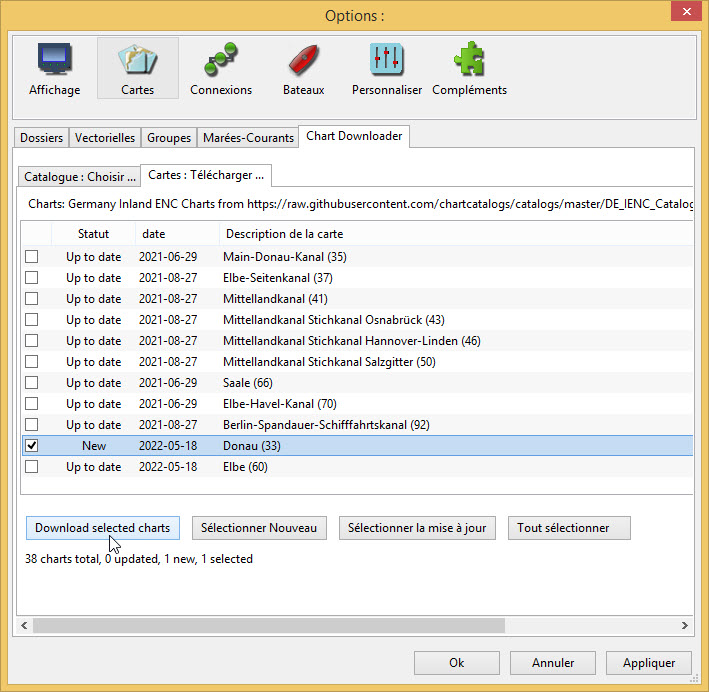 Options :
Affichage Cartes Connexions Bateaux Personnaliser Compléments
Dossiers Vectorielles Groupes Marées-Courants Chart Downloader
Catalogue : Choisir ... Cartes : Télécharger ...
Charts: Germany Inland ENC Charts from https://raw.githubusercontent.com/chartcatalogs/catalogs/master/DE_IENC_Catalog
Statut date Description de la carte
Up to date 2021-06-29 Main-Donau-Kanal (35)
Up to date 2021-08-27 Elbe-Seitenkanal (37)
Up to date 2021-08-27 Mittellandkanal (41)
Up to date 2021-08-27 Mittellandkanal Stichkanal Osnabrück (43)
Up to date 2021-08-27 Mittellandkanal Stichkanal Hannover-Linden (46)
Up to date 2021-08-27 Mittellandkanal Stichkanal Salzgitter (50)
Up to date 2021-06-29 Saale (66)
Up to date 2021-06-29 Elbe-Havel-Kanal (70)
Up to date 2021-08-27 Berlin-Spandauer-Schifffahrtskanal (92)
New 2022-05-18 Donau (33)
Up to date 2022-05-18 Elbe (60)
Download selected charts Sélectionner Nouveau Sélectionner la mise à jour Tout sélectionner
38 charts total, 0 updated, 1 new, 1 selected
Ok Annuler Appliquer